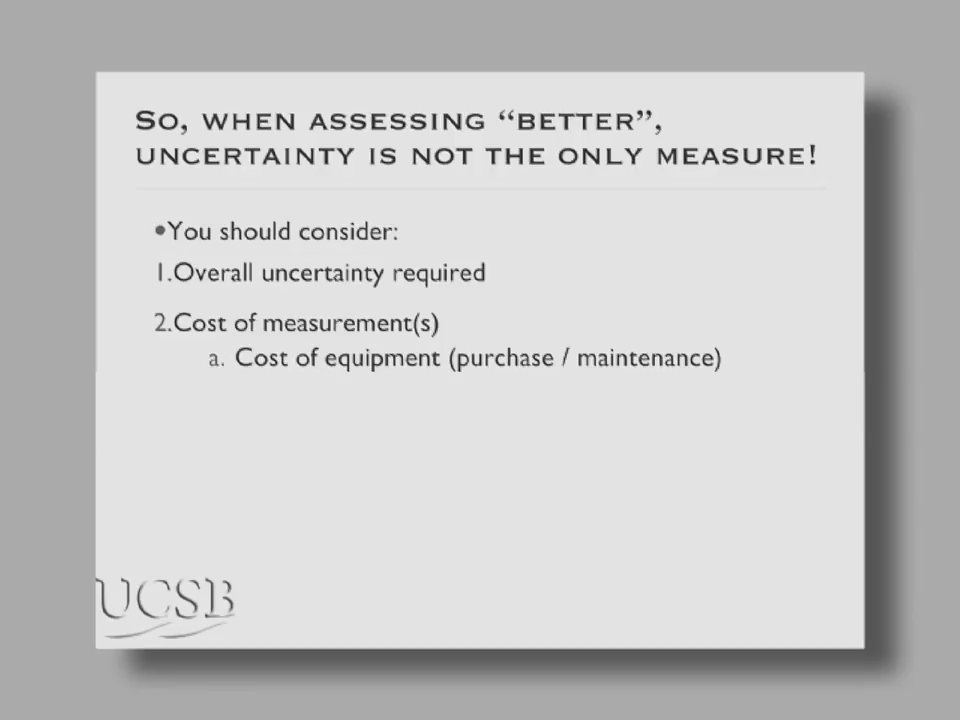 SO, WHEN ASSESSING “BETTER”,
UNCERTAINTY IS NOT THE ONLY MEASURE!
•You should consider:
1.Overall uncertainty required
2.Cost of measurement(s)
a. Cost of equipment (purchase / maintenance)
UCSB